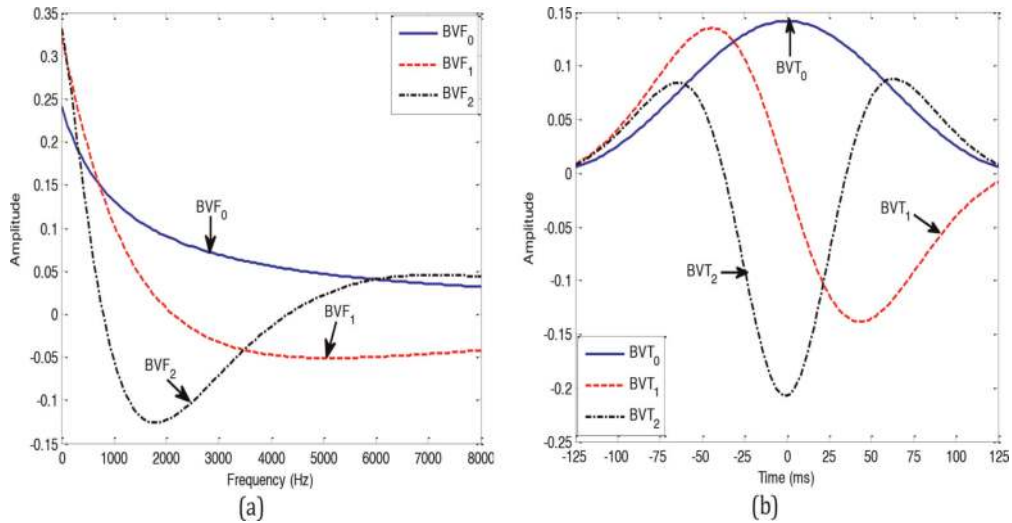 0.35
0.3
0.25
0.2
0.15
0.1
0.05
0
-0.05
-0.1
-0.15
Amplitude
BVF0
BVF1
BVF2
BVF0
BVF1
BVF2
0 1000 2000 3000 4000 5000 6000 7000 8000
Frequency (Hz)
(a)
0.15
0.1
0.05
0
-0.05
-0.1
-0.15
-0.2
-0.25
Amplitude
BVT0
BVT1
BVT2
BVT0
BVT1
BVT2
-125 -100 -75 -50 -25 0 25 50 75 100 125
Time (ms)
(b)